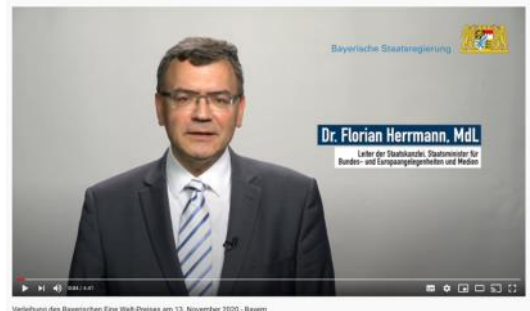 Bayerische Staatsregierung
Dr. Florian Herrmann, MdL
Leiter der Staatskanzlei, Staatsminister für
Bundes- und Europaangelegenheiten und Medien
Verleihung des Bayerischen Eine Welt-Preises am 13. November 2020 - Bayern